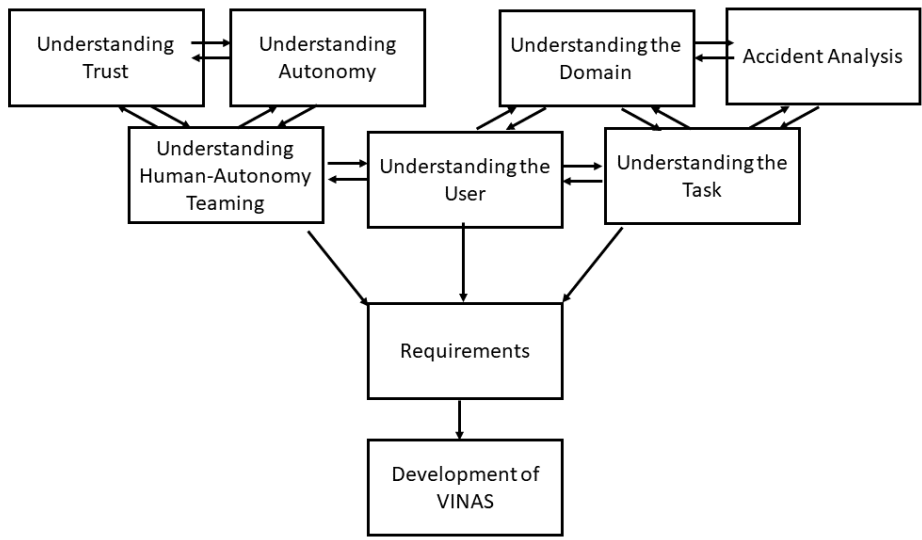 Understanding
Trust
Understanding
Autonomy
Understanding the
Domain
Accident Analysis
Understanding
Human-Autonomy
Teaming
Understanding the
User
Understanding the
Task
Requirements
Development of
VINAS